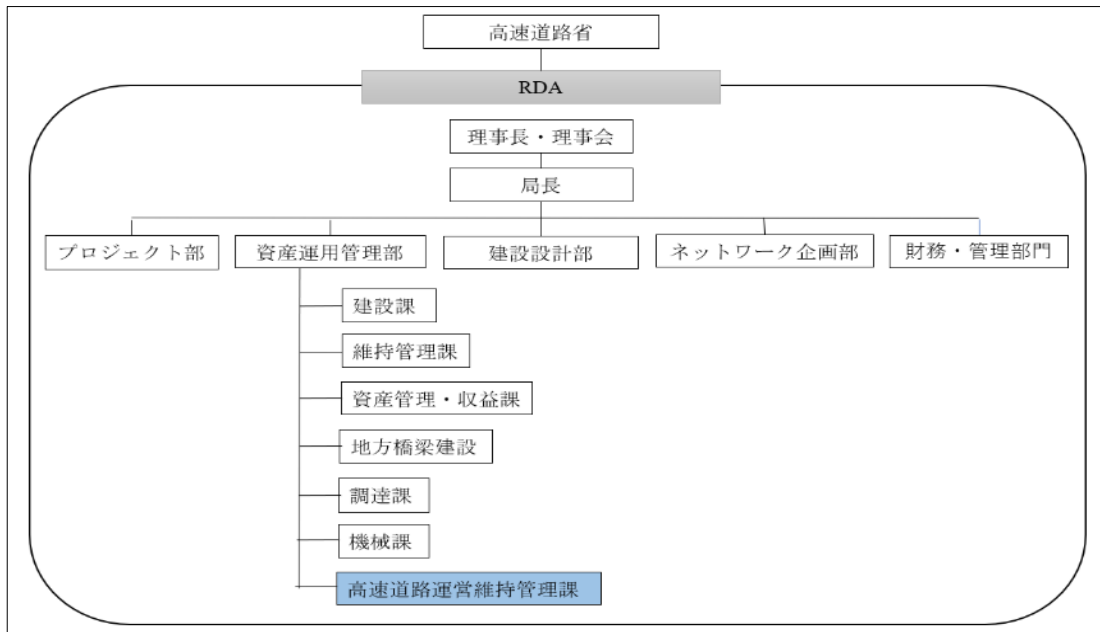 高速道路省
RDA
理事長・理事会
局長
プロジェクト部
資産運用管理部
建設設計部
ネットワーク企画部
財務・管理部門
建設課
維持管理課
資産管理・収益課
地方橋梁建設
調達課
機械課
高速道路運営維持管理課